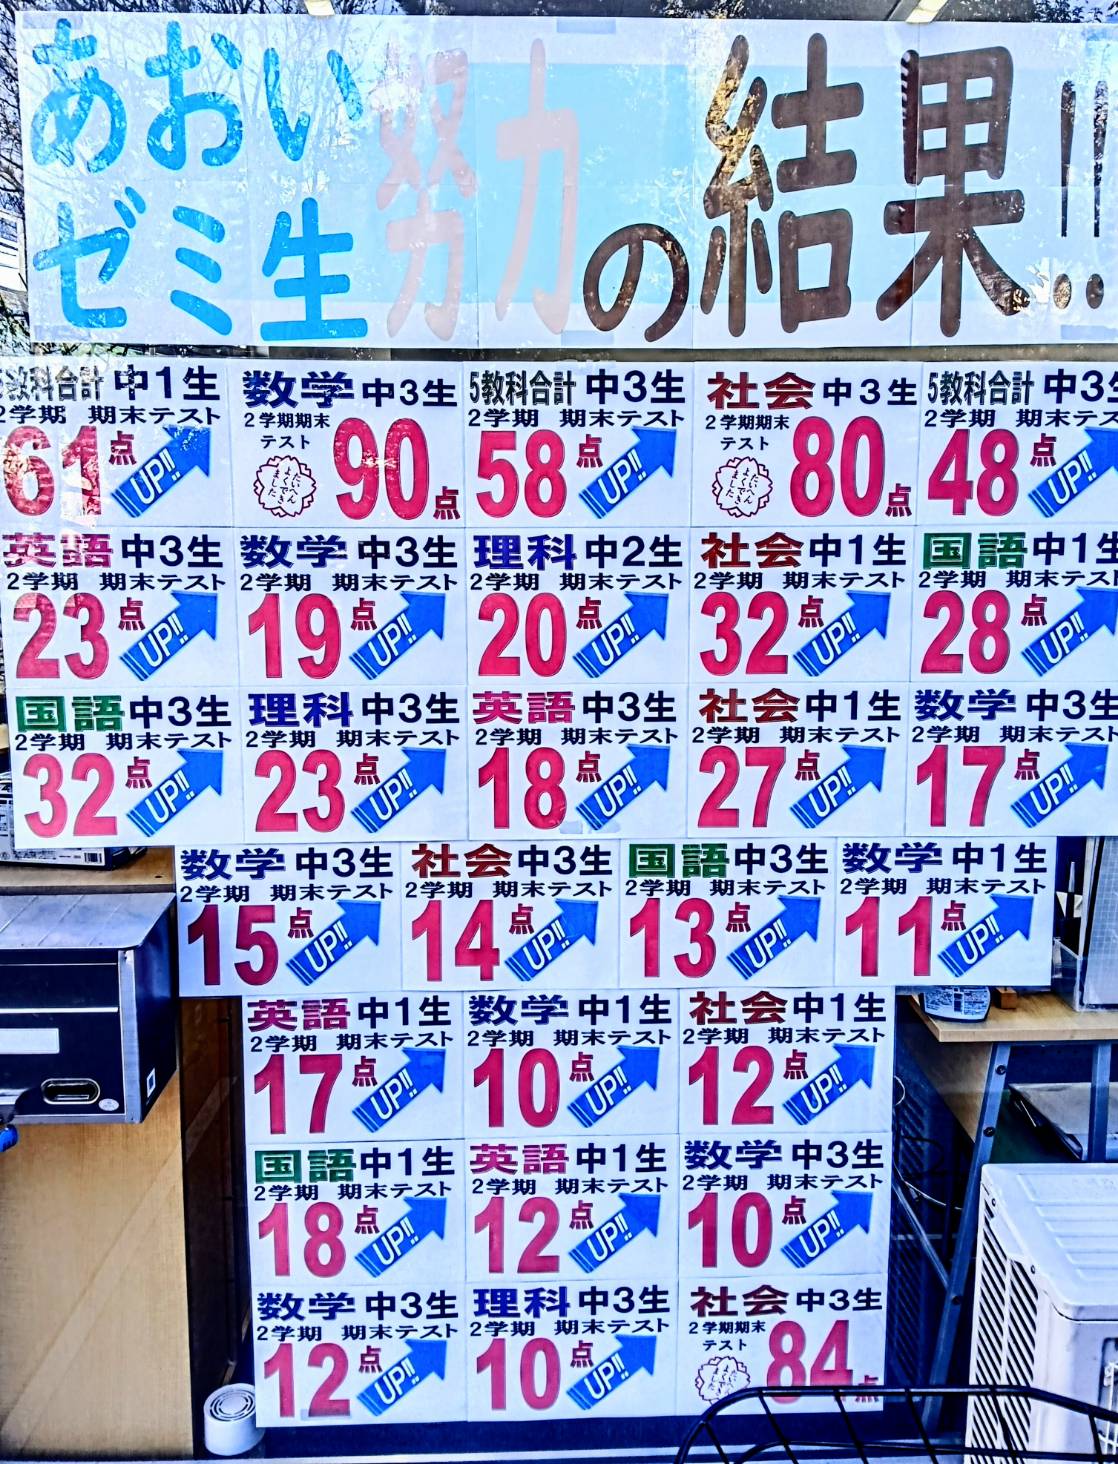 あおい
ゼミ生
努力の結果!!
教科合計 中1生
2学期 期末テスト
61点 UP!!
数学 中3生
2学期期末
テスト
たいへんよくできました
90点
5教科合計 中3生
2学期 期末テスト
58点 UP!!
社会 中3生
2学期期末
テスト
たいへんよくできました
80点
5教科合計 中3生
2学期 期末テスト
48点 UP!!
英語 中3生
2学期 期末テスト
23点 UP!!
数学 中3生
2学期 期末テスト
19点 UP!!
理科 中2生
2学期 期末テスト
20点 UP!!
社会 中1生
2学期 期末テスト
32点 UP!!
国語 中1生
2学期 期末テスト
28点 UP!!
国語 中3生
2学期 期末テスト
32点 UP!!
理科 中3生
2学期 期末テスト
23点 UP!!
英語 中3生
2学期 期末テスト
18点 UP!!
社会 中1生
2学期 期末テスト
27点 UP!!
数学 中3生
2学期 期末テスト
17点 UP!!
数学 中3生
2学期 期末テスト
15点 UP!!
社会 中3生
2学期 期末テスト
14点 UP!!
国語 中3生
2学期 期末テスト
13点 UP!!
数学 中1生
2学期 期末テスト
11点 UP!!
英語 中1生
2学期 期末テスト
17点 UP!!
数学 中1生
2学期 期末テスト
10点 UP!!
社会 中1生
2学期 期末テスト
12点 UP!!
国語 中1生
2学期 期末テスト
18点 UP!!
英語 中1生
2学期 期末テスト
12点 UP!!
数学 中3生
2学期 期末テスト
10点 UP!!
数学 中3生
2学期 期末テスト
12点 UP!!
理科 中3生
2学期 期末テスト
10点 UP!!
社会 中3生
2学期期末
テスト
84点